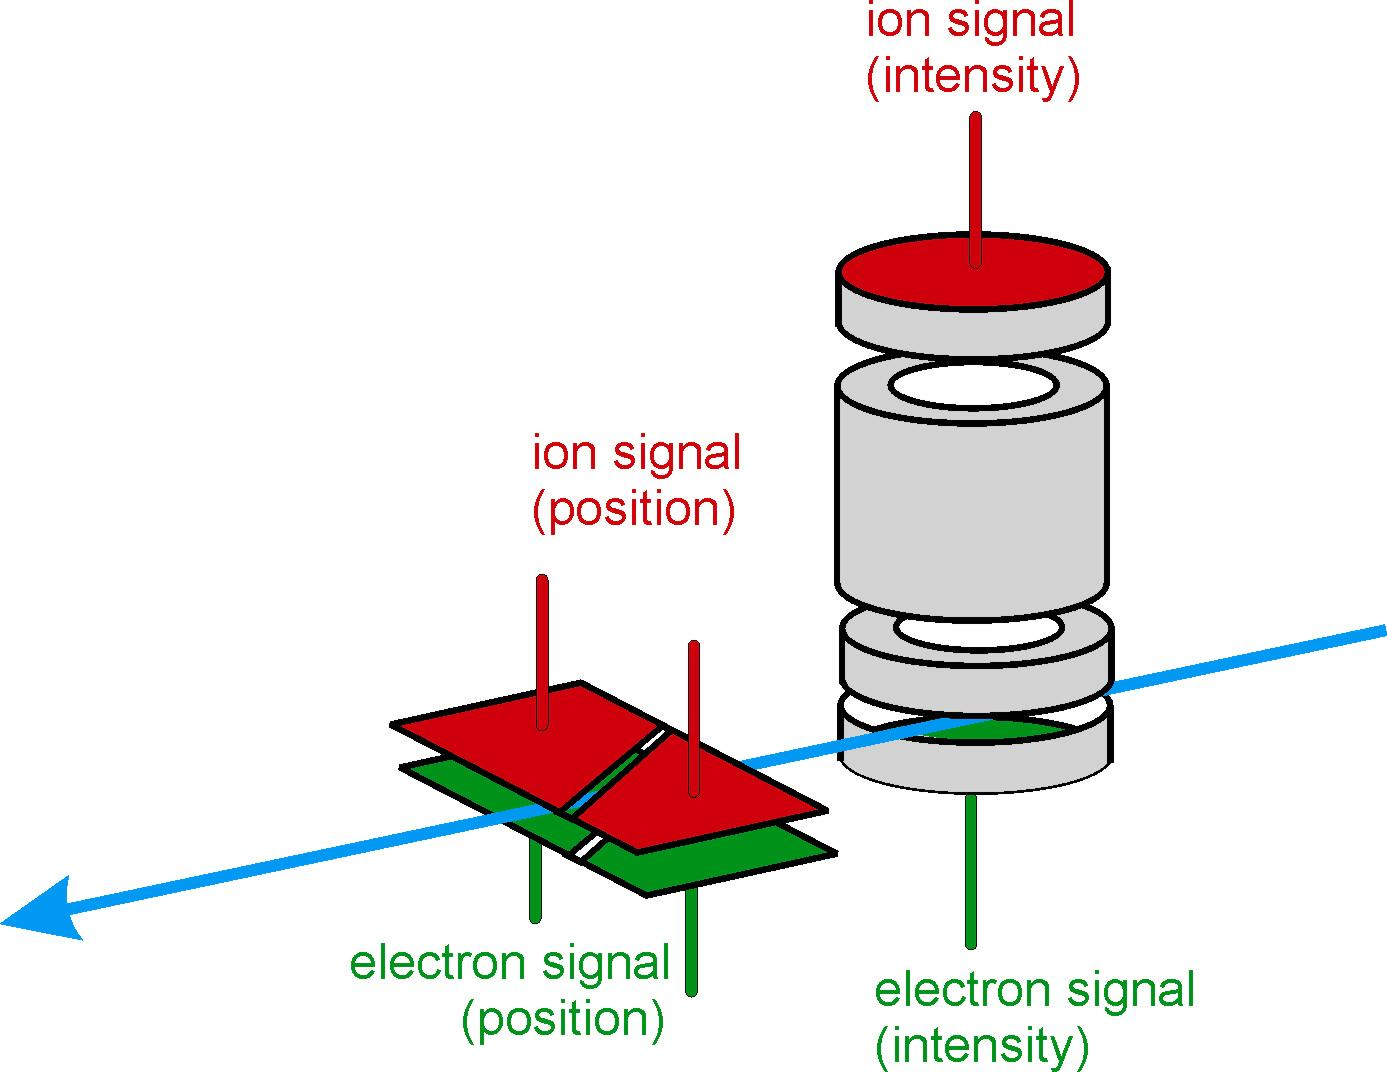 ion signal
(intensity)
ion signal
(position)
electron signal
(position)
electron signal
(intensity)